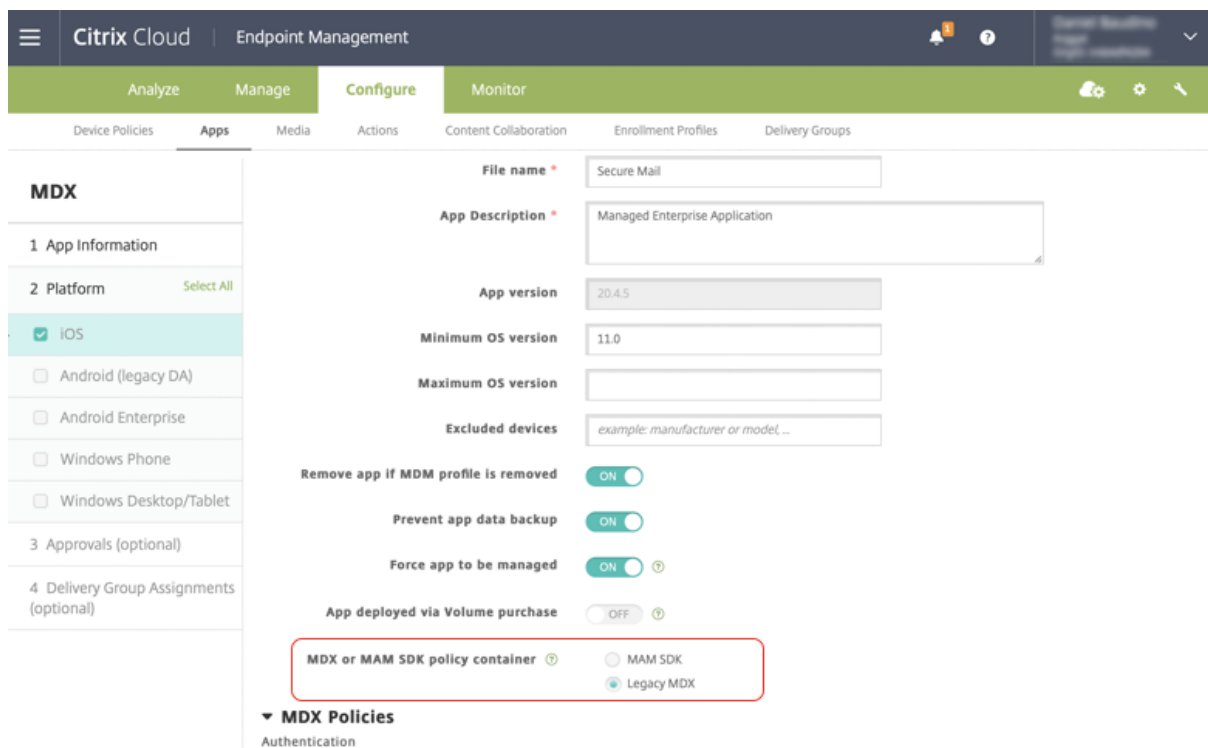 Citrix Cloud | Endpoint Management 1 ?
Analyze Manage Configure Monitor
Device Policies Apps Media Actions Content Collaboration Enrollment Profiles Delivery Groups
MDX
1 App Information
2 Platform Select All
iOS
Android (legacy DA)
Android Enterprise
Windows Phone
Windows Desktop/Tablet
3 Approvals (optional)
4 Delivery Group Assignments
(optional)
File name * Secure Mail
App Description * Managed Enterprise Application
App version 20.4.5
Minimum OS version 11.0
Maximum OS version
Excluded devices example: manufacturer or model, ...
Remove app if MDM profile is removed ON
Prevent app data backup ON
Force app to be managed ON ?
App deployed via Volume purchase OFF ?
MDX or MAM SDK policy container ? MAM SDK
Legacy MDX
MDX Policies
Authentication